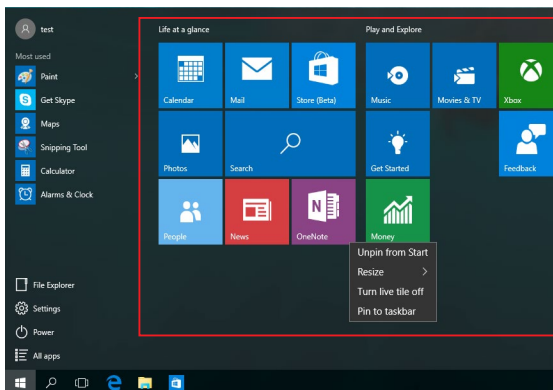 test
Most used
Paint
Get Skype
Maps
Snipping Tool
Calculator
Alarms & Clock
File Explorer
Settings
Power
All apps
Life at a glance
Play and Explore
Calendar
Mail
Store (Beta)
Music
Movies & TV
Xbox
Photos
Search
Get Started
Feedback
People
News
OneNote
Money
Unpin from Start
Resize
Turn live tile off
Pin to taskbar